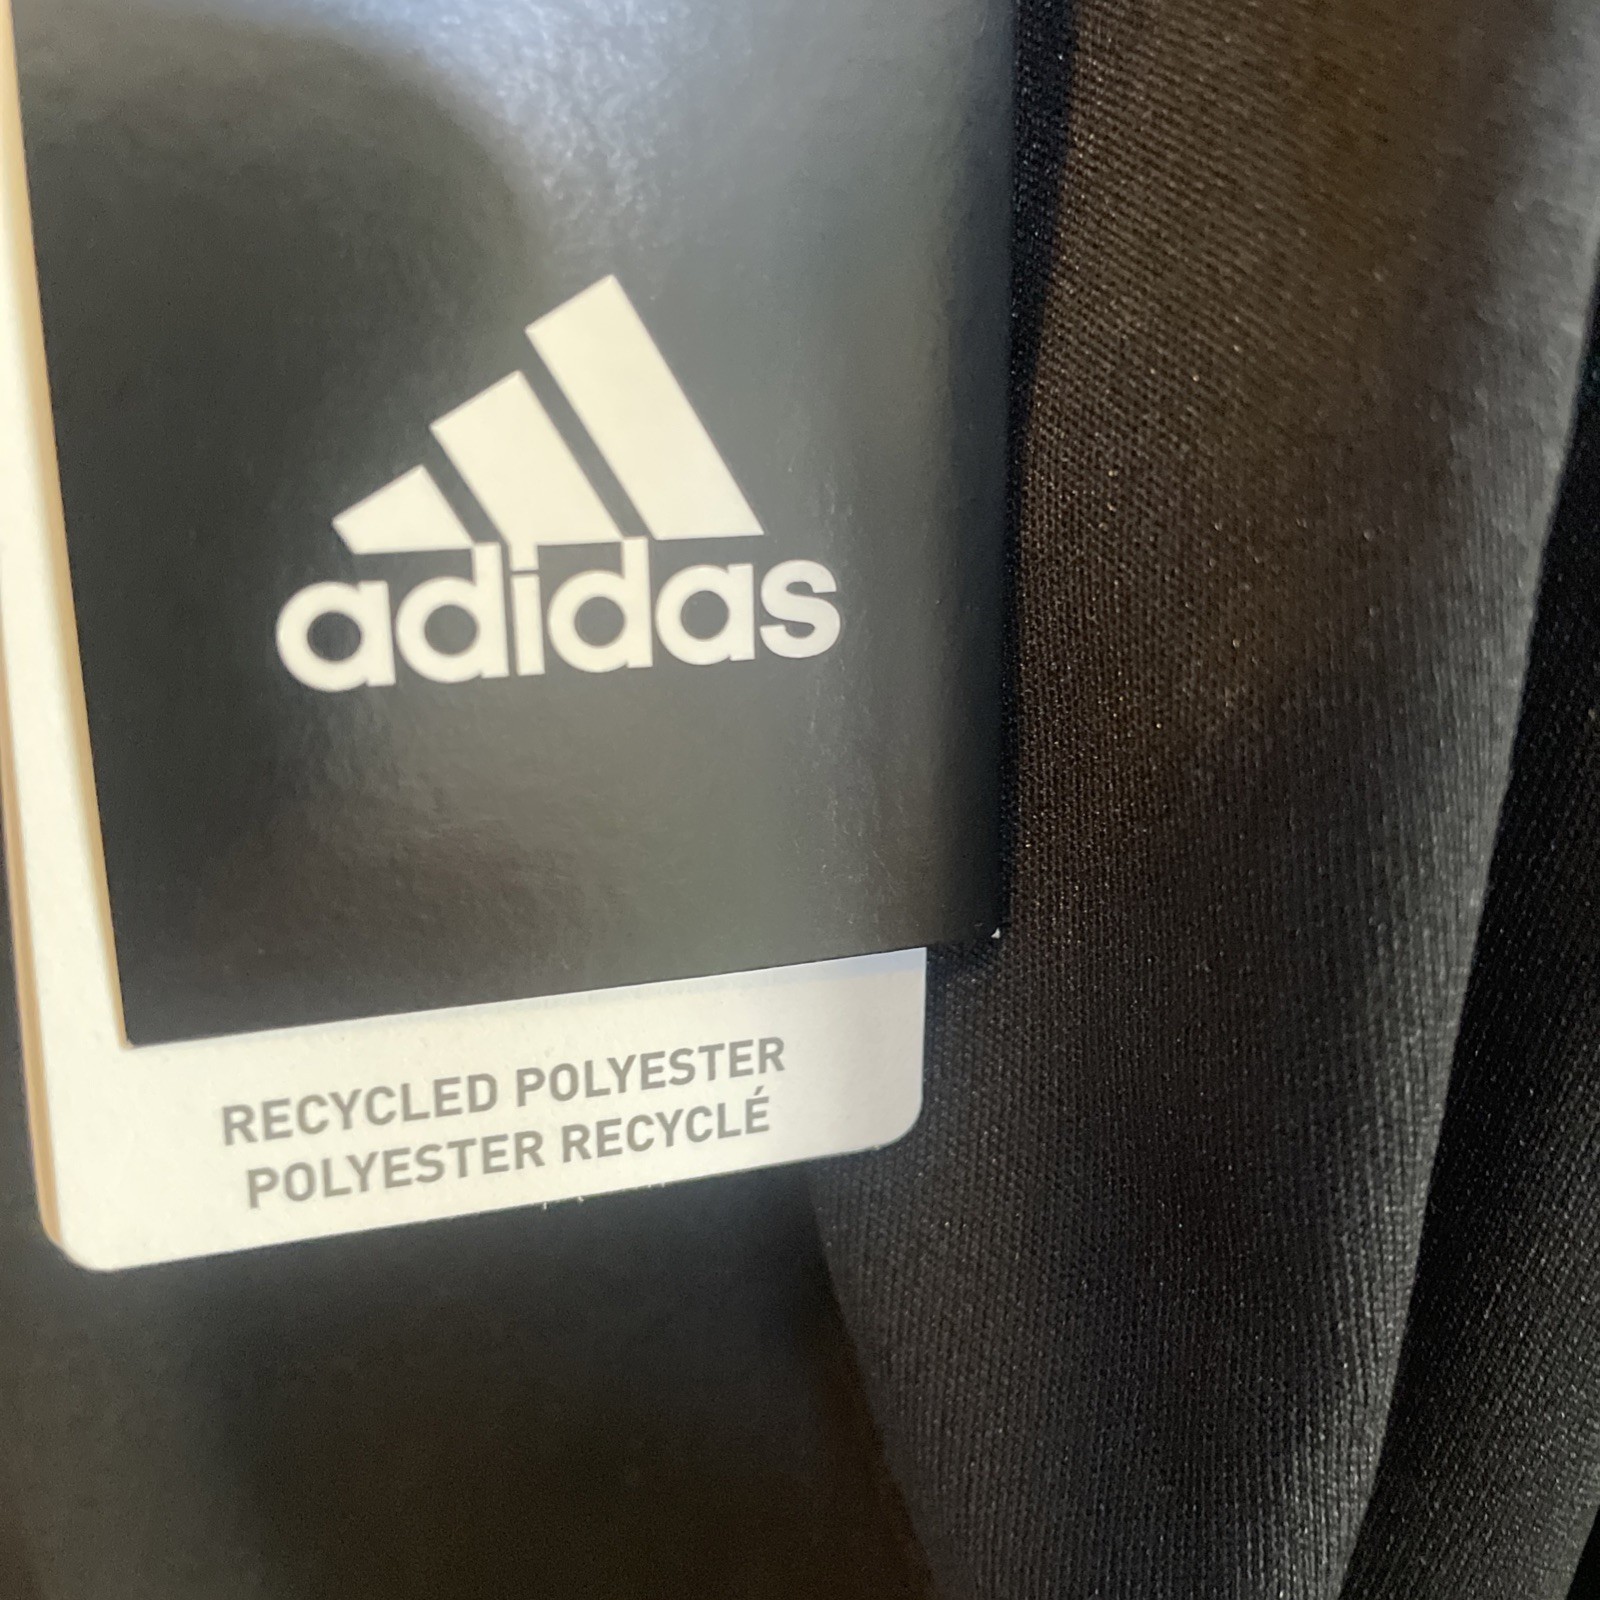 adidas
RECYCLED POLYESTER
POLYESTER RECYCLÉ